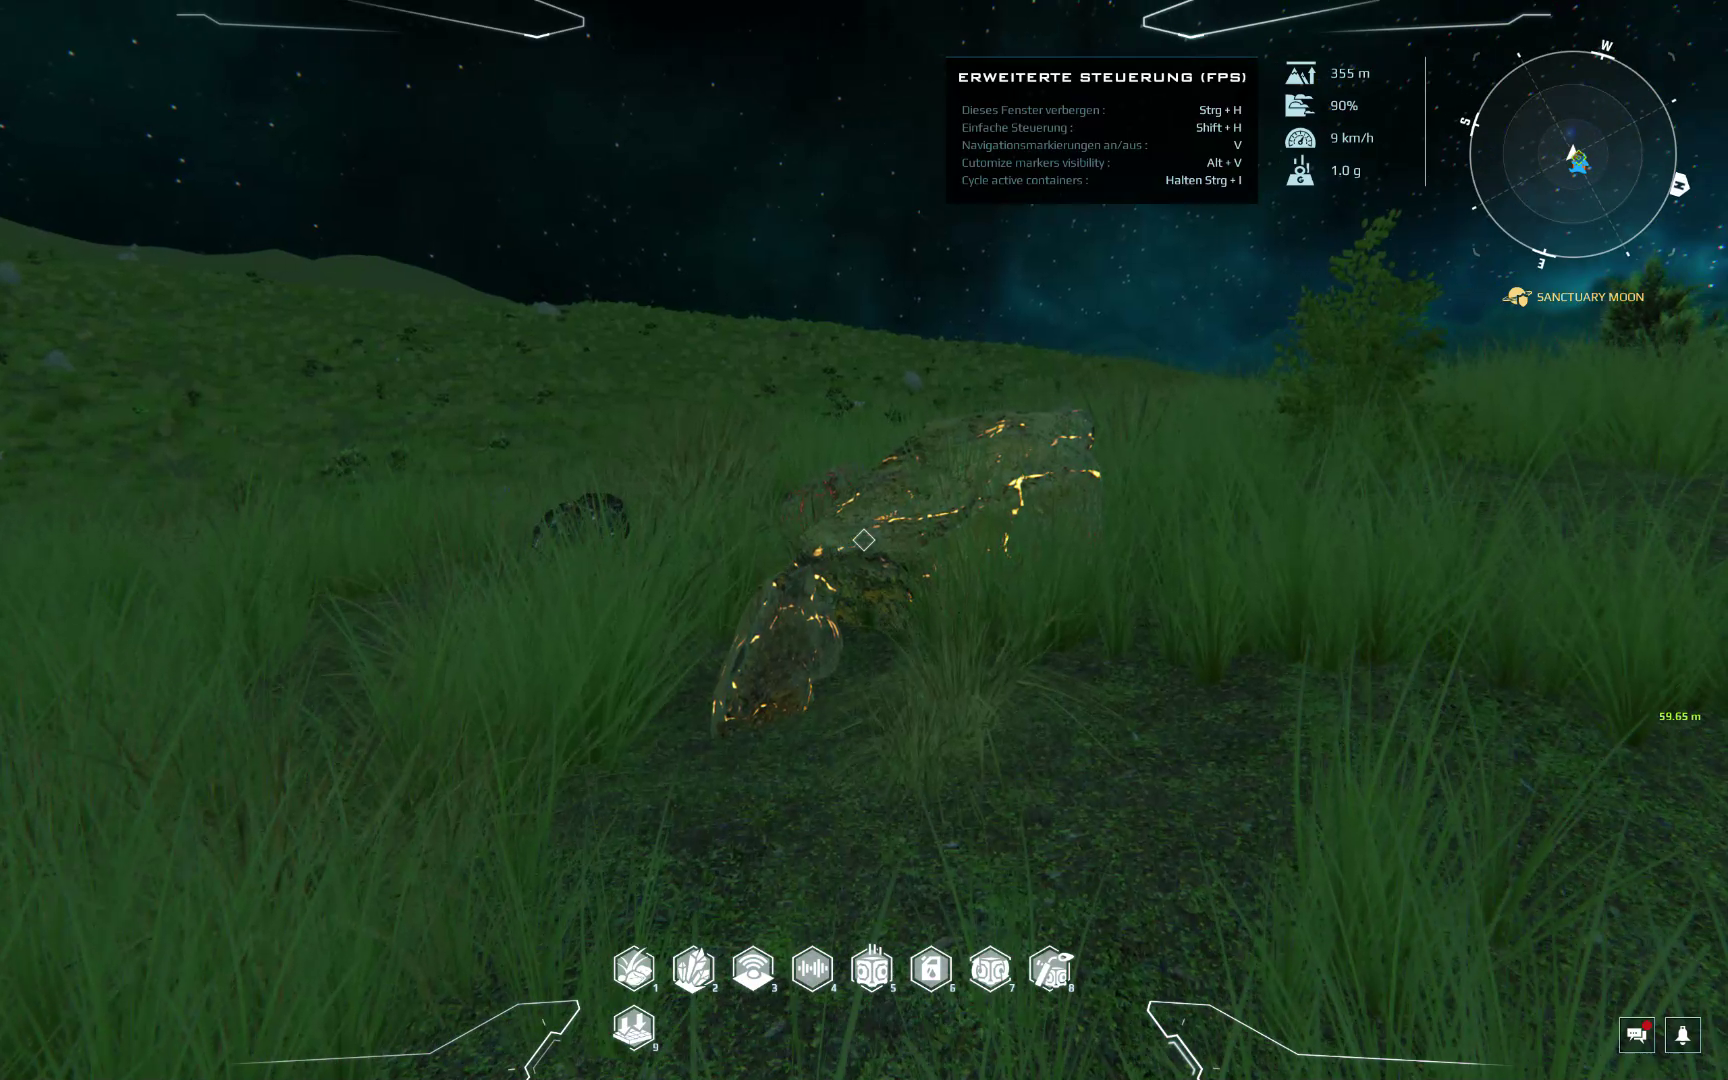 ERWEITERTE STEUERUNG (FPS)
Dieses Fenster verbergen : Strg + H
Einfache Steuerung : Shift + H
Navigationsmarkierungen an/aus : V
Cutomize markers visibility : Alt + V
Cycle active containers : Halten Strg + I
355 m
90%
9 km/h
1.0 g
G
W
S
N
E
SANCTUARY MOON
59.65 m
1
2
3
4
5
6
7
8
9